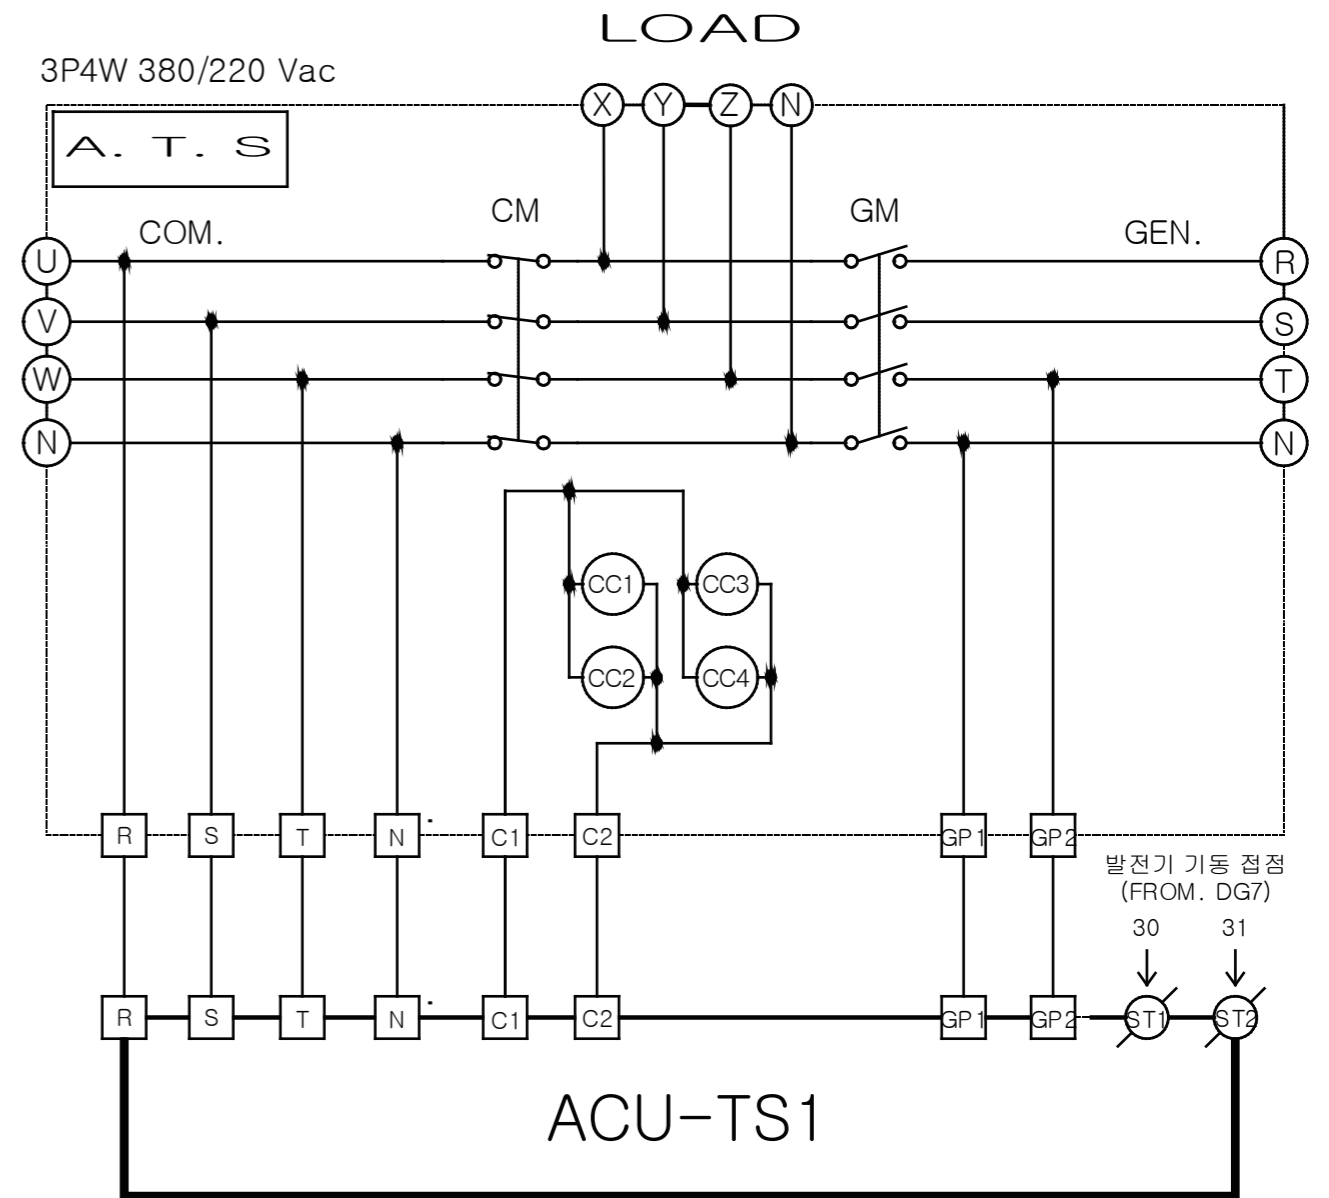 LOAD
3P4W 380/220 Vac
X Y Z N
A. T. S
CM GM
COM. GEN.
U R
V S
W T
N N
CC1 CC3
CC2 CC4
R S T N C1 C2 GP1 GP2
발전기 기동 접점
(FROM. DG7)
30 31
R S T N C1 C2 GP1 GP2 ST1 ST2
ACU-TS1